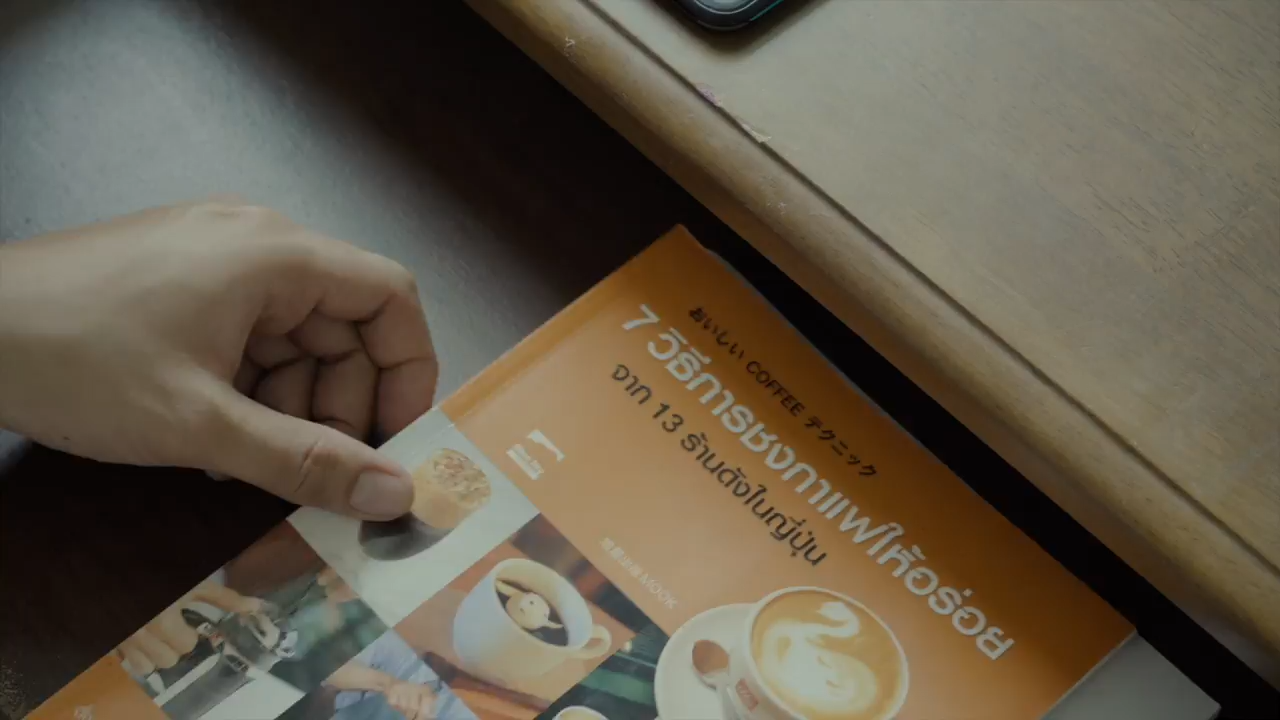 おいしい COFFEE テクニック
7 วิธีการชงกาแฟให้อร่อย
จาก 13 ร้านดังในญี่ปุ่น